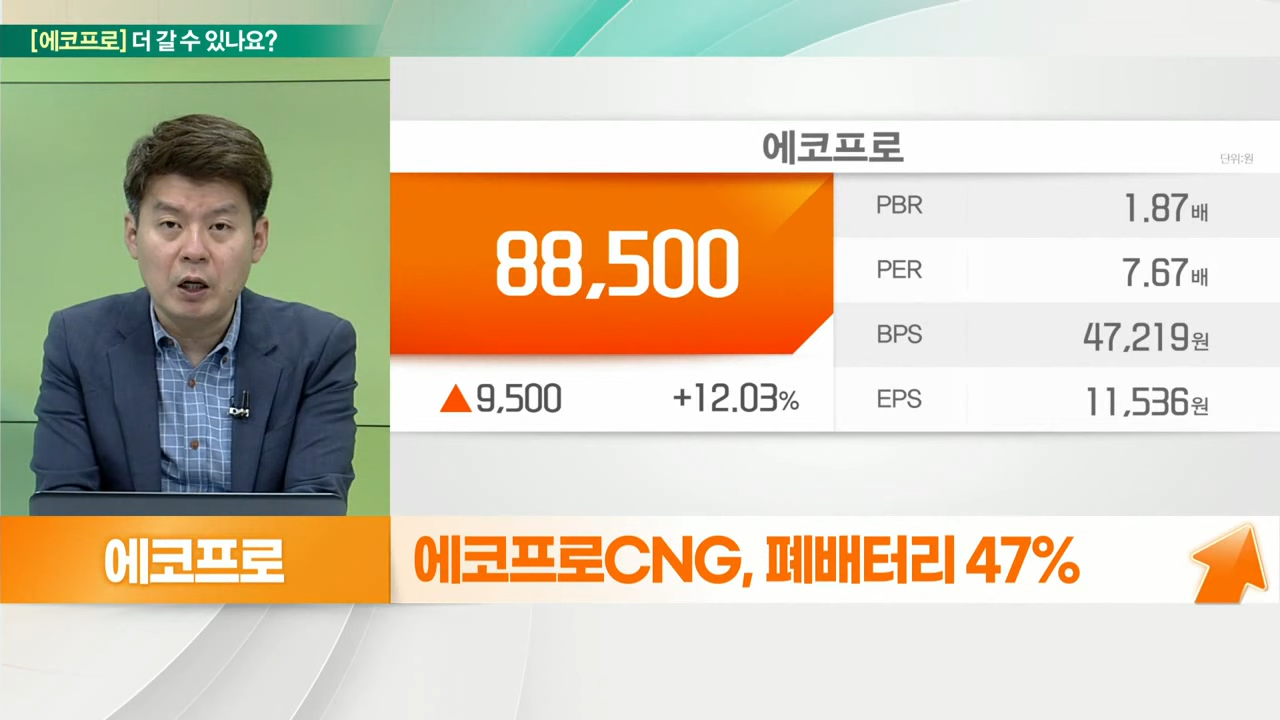 [에코프로] 더 갈 수 있나요?
에코프로
단위:원
88,500
▲9,500 +12.03%
PBR 1.87배
PER 7.67배
BPS 47,219원
EPS 11,536원
에코프로
에코프로CNG, 폐배터리 47%